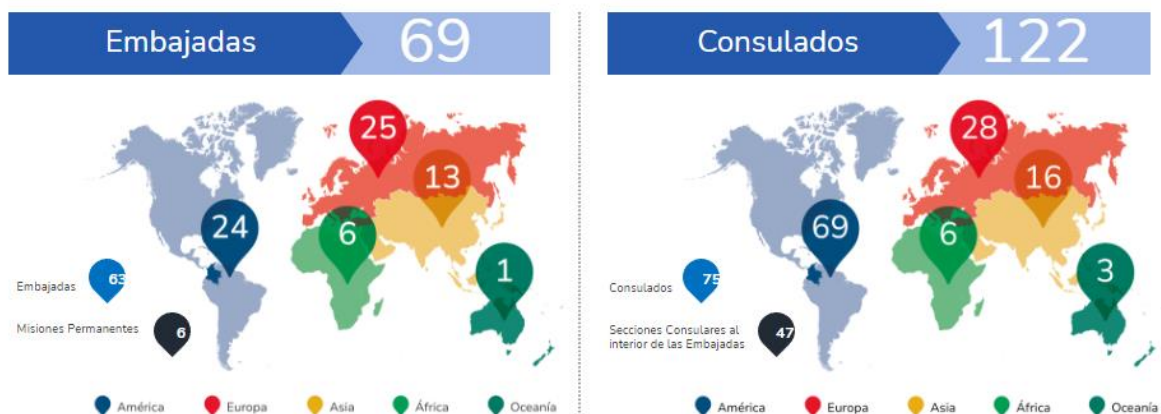 Embajadas 69
25
13
24
6
1
Embajadas 63
Misiones Permanentes 6
América Europa Asia África Oceanía
Consulados 122
28
16
69
6
3
Consulados 75
Secciones Consulares al
interior de las Embajadas 47
América Europa Asia África Oceanía